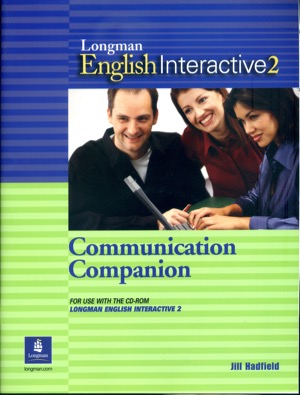 Longman
English Interactive 2
Communication
Companion
FOR USE WITH THE CD-ROM
LONGMAN ENGLISH INTERACTIVE 2
Longman
longman.com
Jill Hadfield